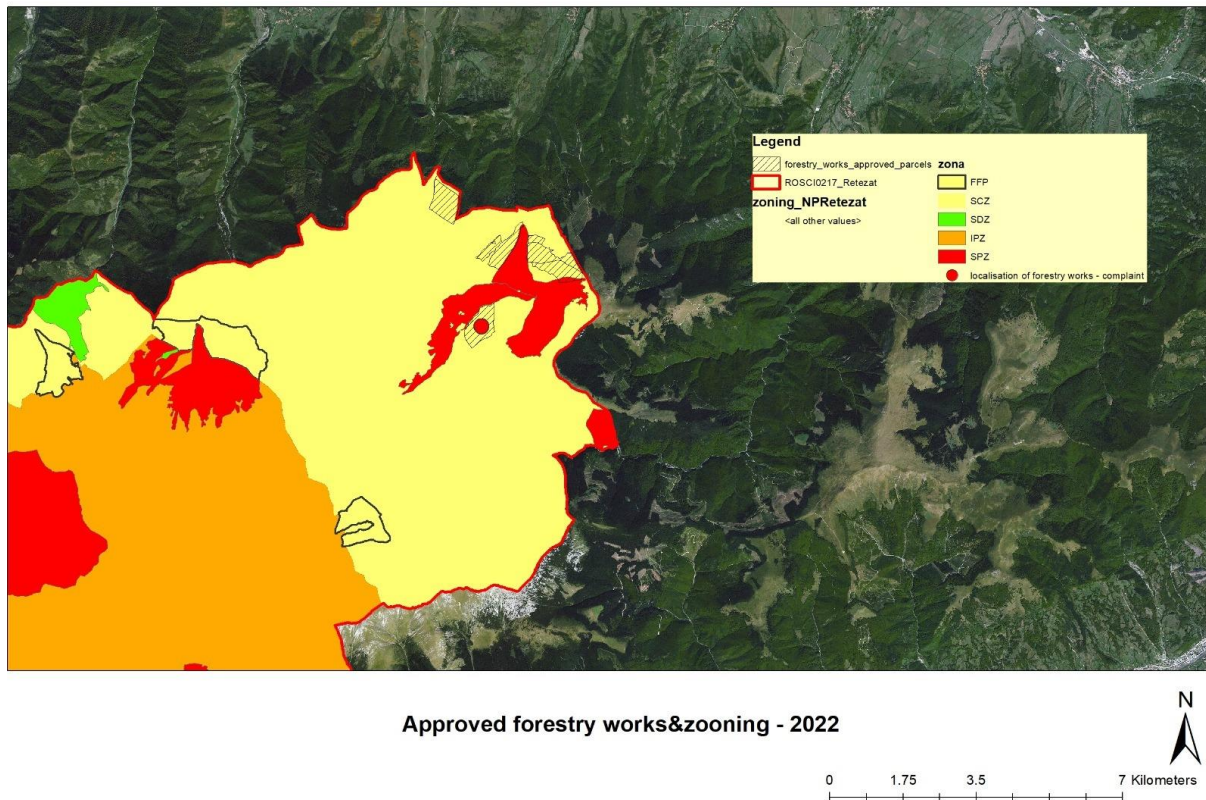 Legend
forestry_works_approved_parcels
ROSCI0217_Retezat
zoning_NPRetezat
<all other values>
zona
FFP
SCZ
SDZ
IPZ
SPZ
localisation of forestry works - complaint
Approved forestry works&zooning - 2022
N
0 1.75 3.5 7 Kilometers